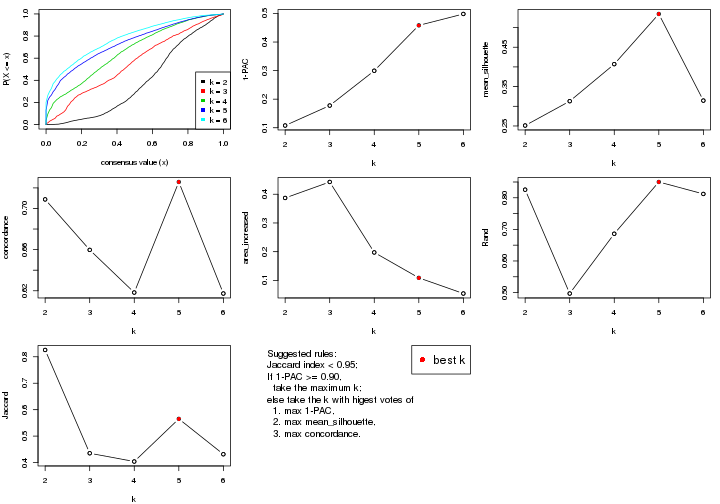 P(X <= x)
0.0 0.2 0.4 0.6 0.8 1.0
k = 2
k = 3
k = 4
k = 5
k = 6
0.0 0.2 0.4 0.6 0.8 1.0
consensus value (x)
1-PAC
0.1 0.2 0.3 0.4 0.5
2 3 4 5 6
k
mean_silhouette
0.25 0.35 0.45
2 3 4 5 6
k
concordance
0.62 0.66 0.70
2 3 4 5 6
k
area_increased
0.1 0.2 0.3 0.4
2 3 4 5 6
k
Rand
0.50 0.60 0.70 0.80
2 3 4 5 6
k
Jaccard
0.4 0.5 0.6 0.7 0.8
2 3 4 5 6
k
Suggested rules:
Jaccard index < 0.95;
If 1-PAC >= 0.90,
take the maximum k;
else take the k with higest votes of
1. max 1-PAC,
2. max mean_silhouette,
3. max concordance.
best k